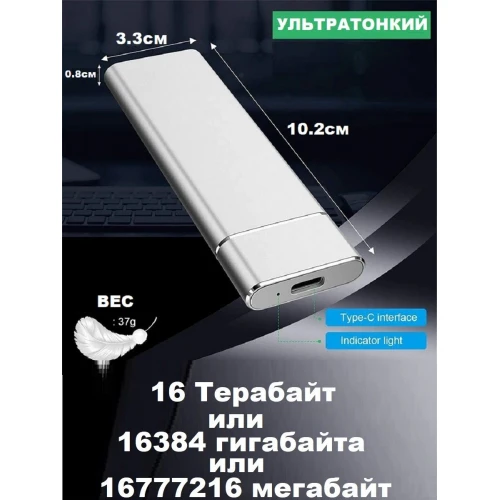 УЛЬТРАТОНКИЙ
3.3см
0.8см
10.2см
ВЕС
: 37g
Type-C interface
Indicator light
16 Терабайт
или
16384 гигабайта
или
16777216 мегабайт